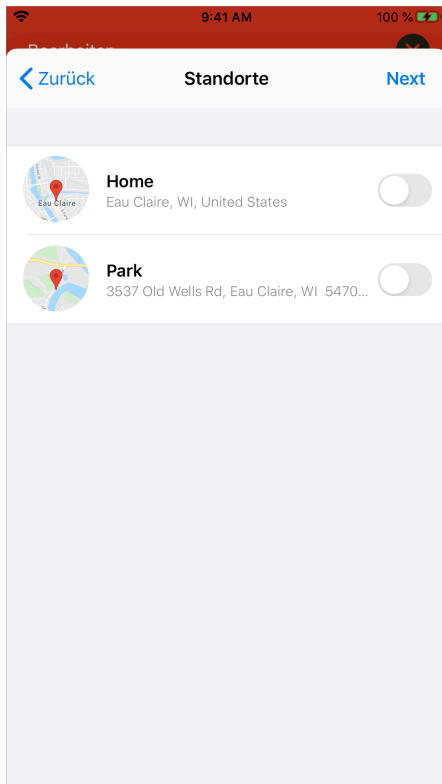 9:41 AM
100 %
Bearbeiten
Zurück
Standorte
Next
Eau Claire
Home
Eau Claire, WI, United States
Park
3537 Old Wells Rd, Eau Claire, WI 5470...